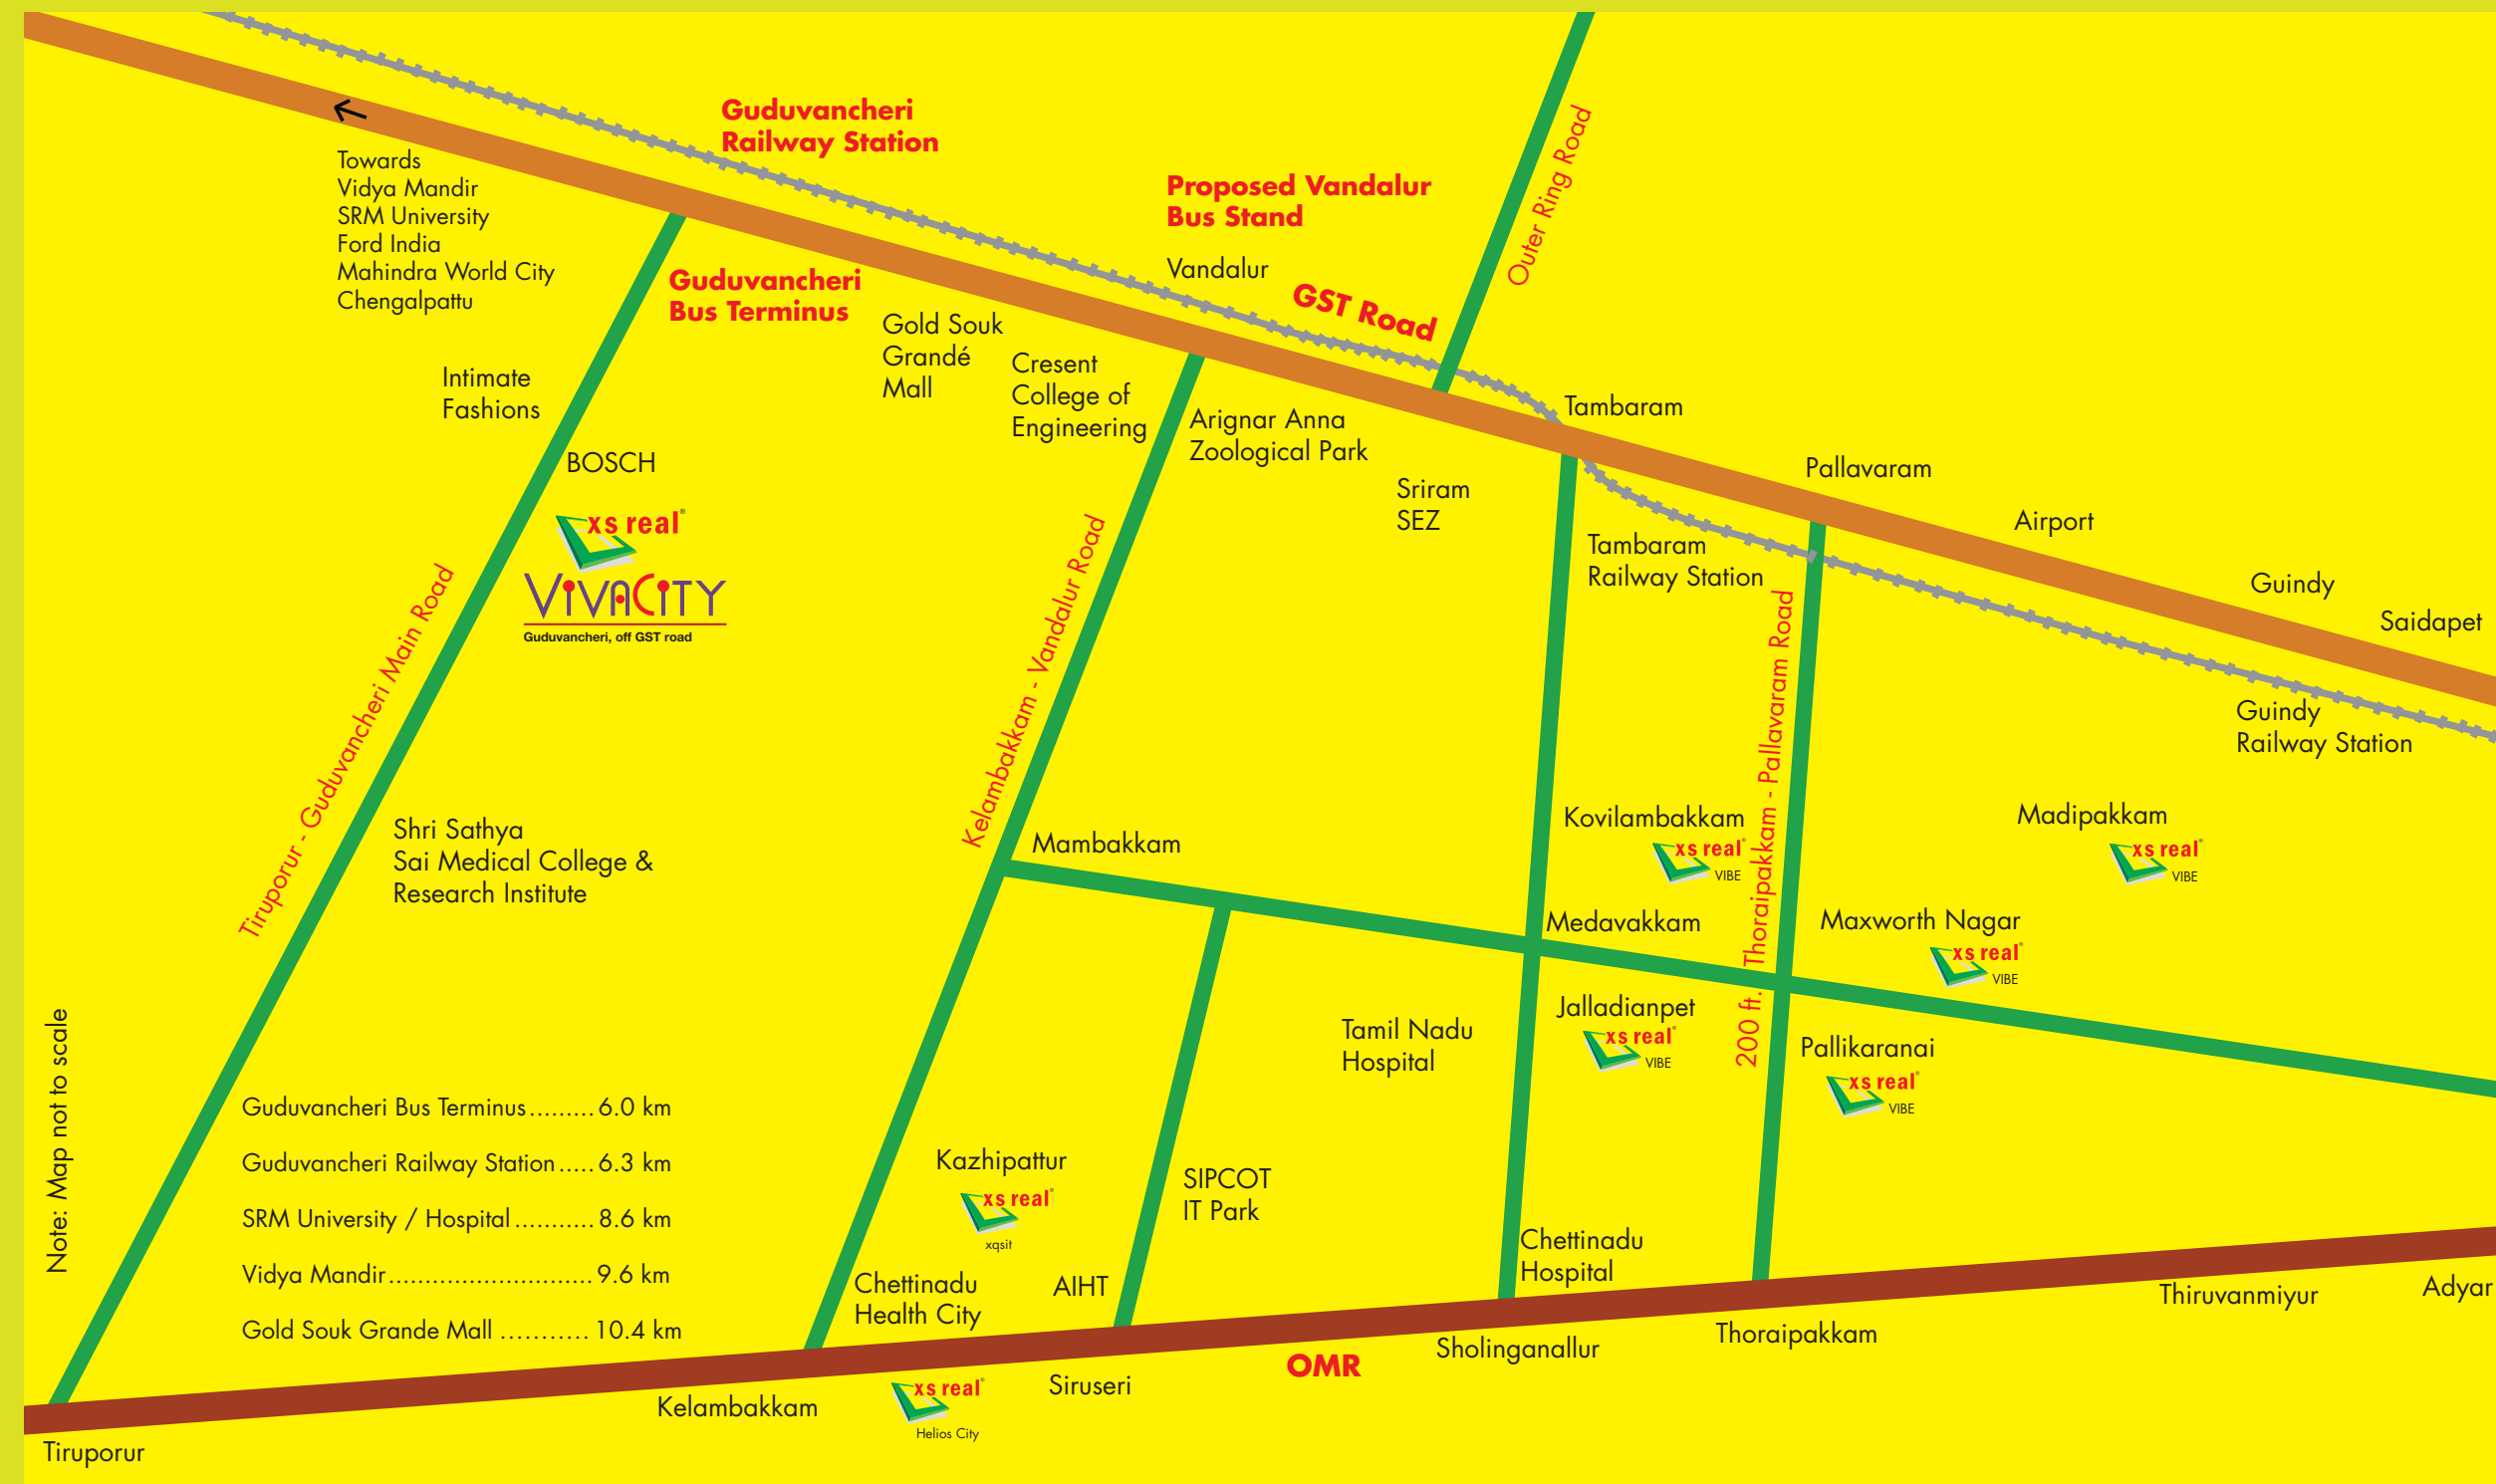 Guduvancheri
Railway Station
Proposed Vandalur
Bus Stand
Vandalur
GST Road
Outer Ring Road
Towards
Vidya Mandir
SRM University
Ford India
Mahindra World City
Chengalpattu
Guduvancheri
Bus Terminus
Gold Souk
Grandé
Mall
Cresent
College of
Engineering
Arignar Anna
Zoological Park
Sriram
SEZ
Tambaram
Tambaram
Railway Station
Pallavaram
Airport
Guindy
Saidapet
Guindy
Railway Station
Intimate
Fashions
BOSCH
xs real®
VIVACITY
Guduvancheri, off GST road
Tiruporur - Guduvancheri Main Road
Kelambakkam - Vandalur Road
200 ft. Thoraipakkam - Pallavaram Road
Shri Sathya
Sai Medical College &
Research Institute
Mambakkam
Kovilambakkam
xs real®
VIBE
Madipakkam
xs real®
VIBE
Medavakkam
Maxworth Nagar
xs real®
VIBE
Jalladianpet
xs real®
VIBE
Tamil Nadu
Hospital
Pallikaranai
xs real®
VIBE
Note: Map not to scale
Guduvancheri Bus Terminus.........6.0 km
Guduvancheri Railway Station.....6.3 km
SRM University / Hospital...........8.6 km
Vidya Mandir............................9.6 km
Gold Souk Grande Mall ...........10.4 km
Kazhipattur
xs real®
xqsit
SIPCOT
IT Park
Chettinadu
Health City
AIHT
Chettinadu
Hospital
Thiruvanmiyur
Adyar
Thoraipakkam
Sholinganallur
OMR
Siruseri
xs real®
Helios City
Kelambakkam
Tiruporur